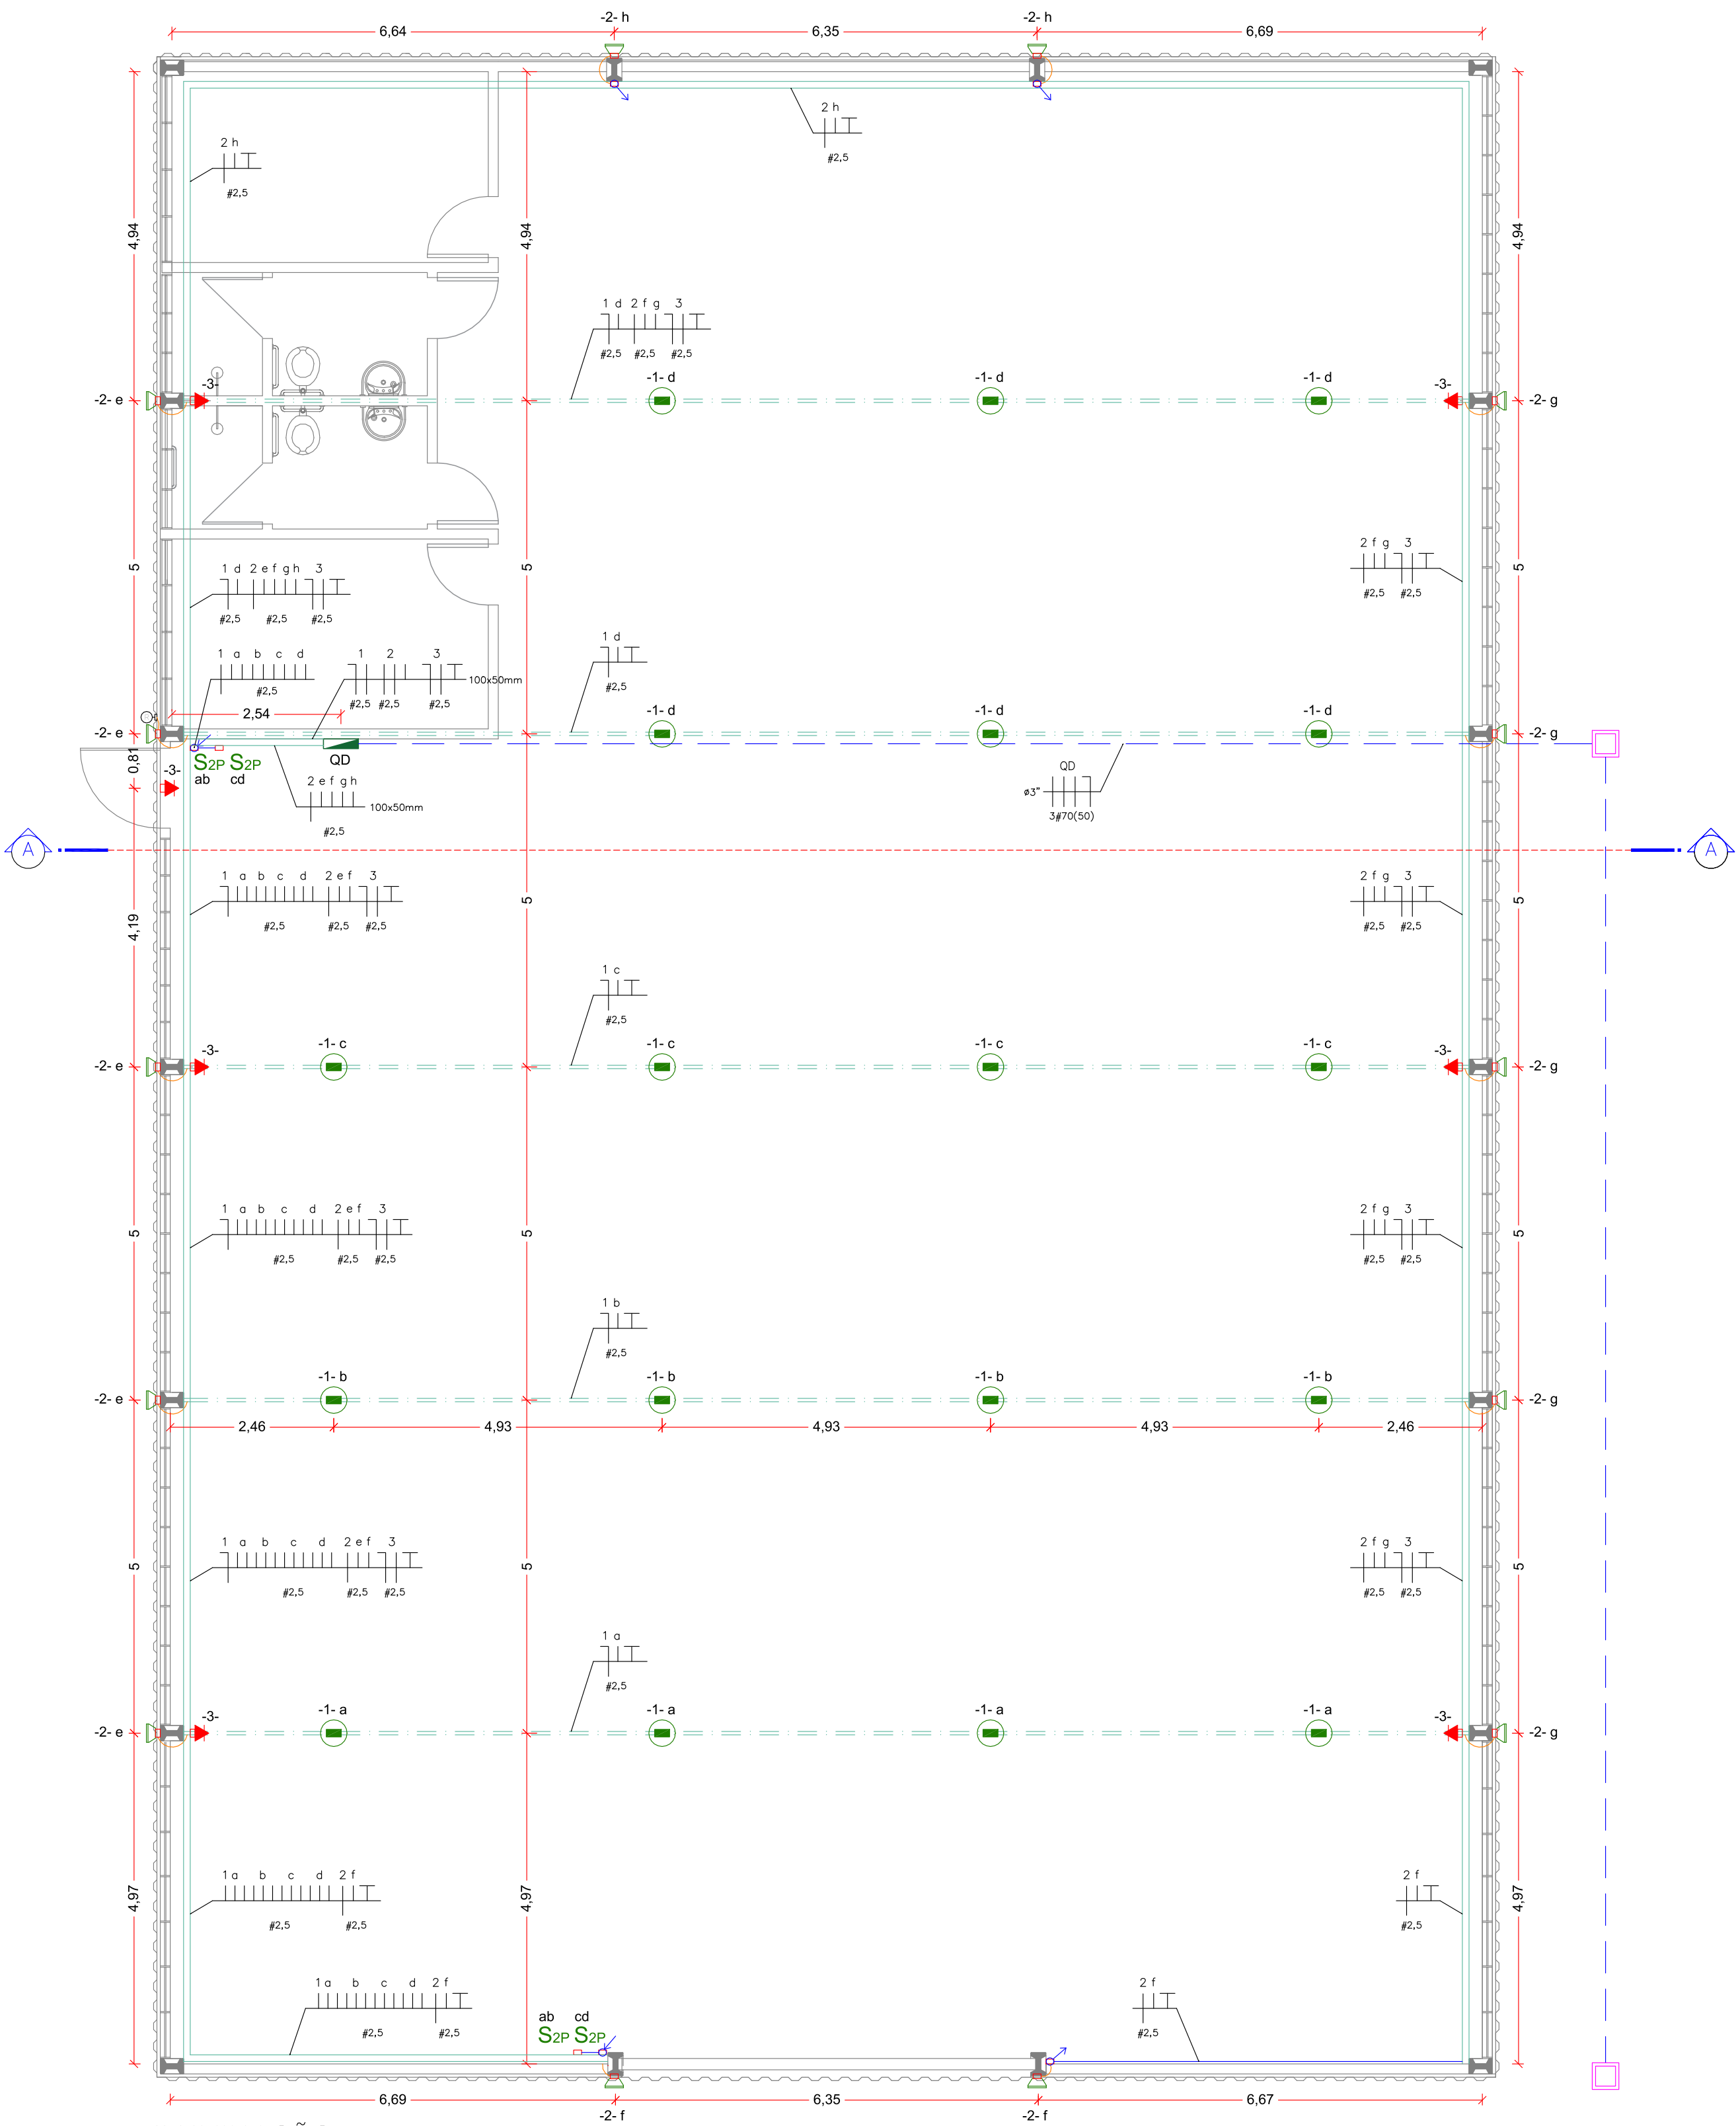 -2- h
-2- h
6,64
6,35
6,69
2 h
#2,5
2 h
#2,5
4,94
4,94
4,94
1 d 2 f g 3
#2,5 #2,5 #2,5
-3-
-1- d
-1- d
-1- d
-3-
-2- e
-2- g
5
5
5
2 f g 3
#2,5 #2,5
1 d 2 e f g h 3
#2,5 #2,5 #2,5
1 d
#2,5
1 a b c d
#2,5
1 2 3
100x50mm
#2,5 #2,5 #2,5
2,54
-1- d
-1- d
-1- d
-2- e
-2- g
0,81
-3-
S2P S2P
ab cd
QD
2 e f g h
100x50mm
#2,5
QD
ø3"
3#70(50)
A
A
1 a b c d 2 e f 3
#2,5 #2,5 #2,5
4,19
5
5
2 f g 3
#2,5 #2,5
1 c
#2,5
-3-
-1- c
-1- c
-1- c
-1- c
-3-
-2- e
-2- g
1 a b c d 2 e f 3
#2,5 #2,5 #2,5
5
5
5
2 f g 3
#2,5 #2,5
1 b
#2,5
-1- b
-1- b
-1- b
-1- b
-2- e
-2- g
2,46
4,93
4,93
4,93
2,46
1 a b c d 2 e f 3
#2,5 #2,5 #2,5
5
5
5
2 f g 3
#2,5 #2,5
1 a
#2,5
-3-
-1- a
-1- a
-1- a
-1- a
-3-
-2- e
-2- g
1 a b c d 2 f
#2,5 #2,5
4,97
4,97
4,97
2 f
#2,5
1 a b c d 2 f
#2,5 #2,5
ab cd
S2P S2P
2 f
#2,5
6,69
6,35
6,67
-2- f
-2- f